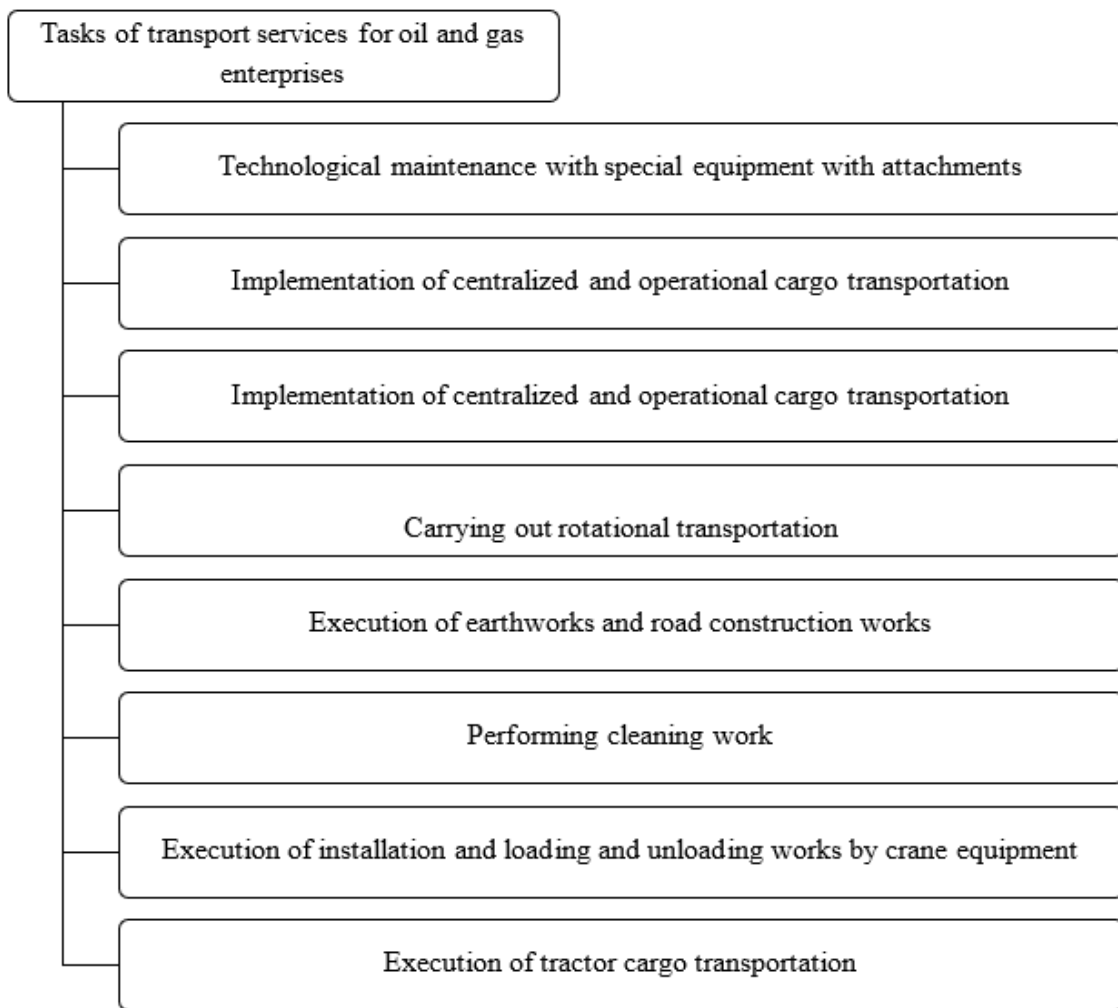 Tasks of transport services for oil and gas
enterprises
Technological maintenance with special equipment with attachments
Implementation of centralized and operational cargo transportation
Implementation of centralized and operational cargo transportation
Carrying out rotational transportation
Execution of earthworks and road construction works
Performing cleaning work
Execution of installation and loading and unloading works by crane equipment
Execution of tractor cargo transportation